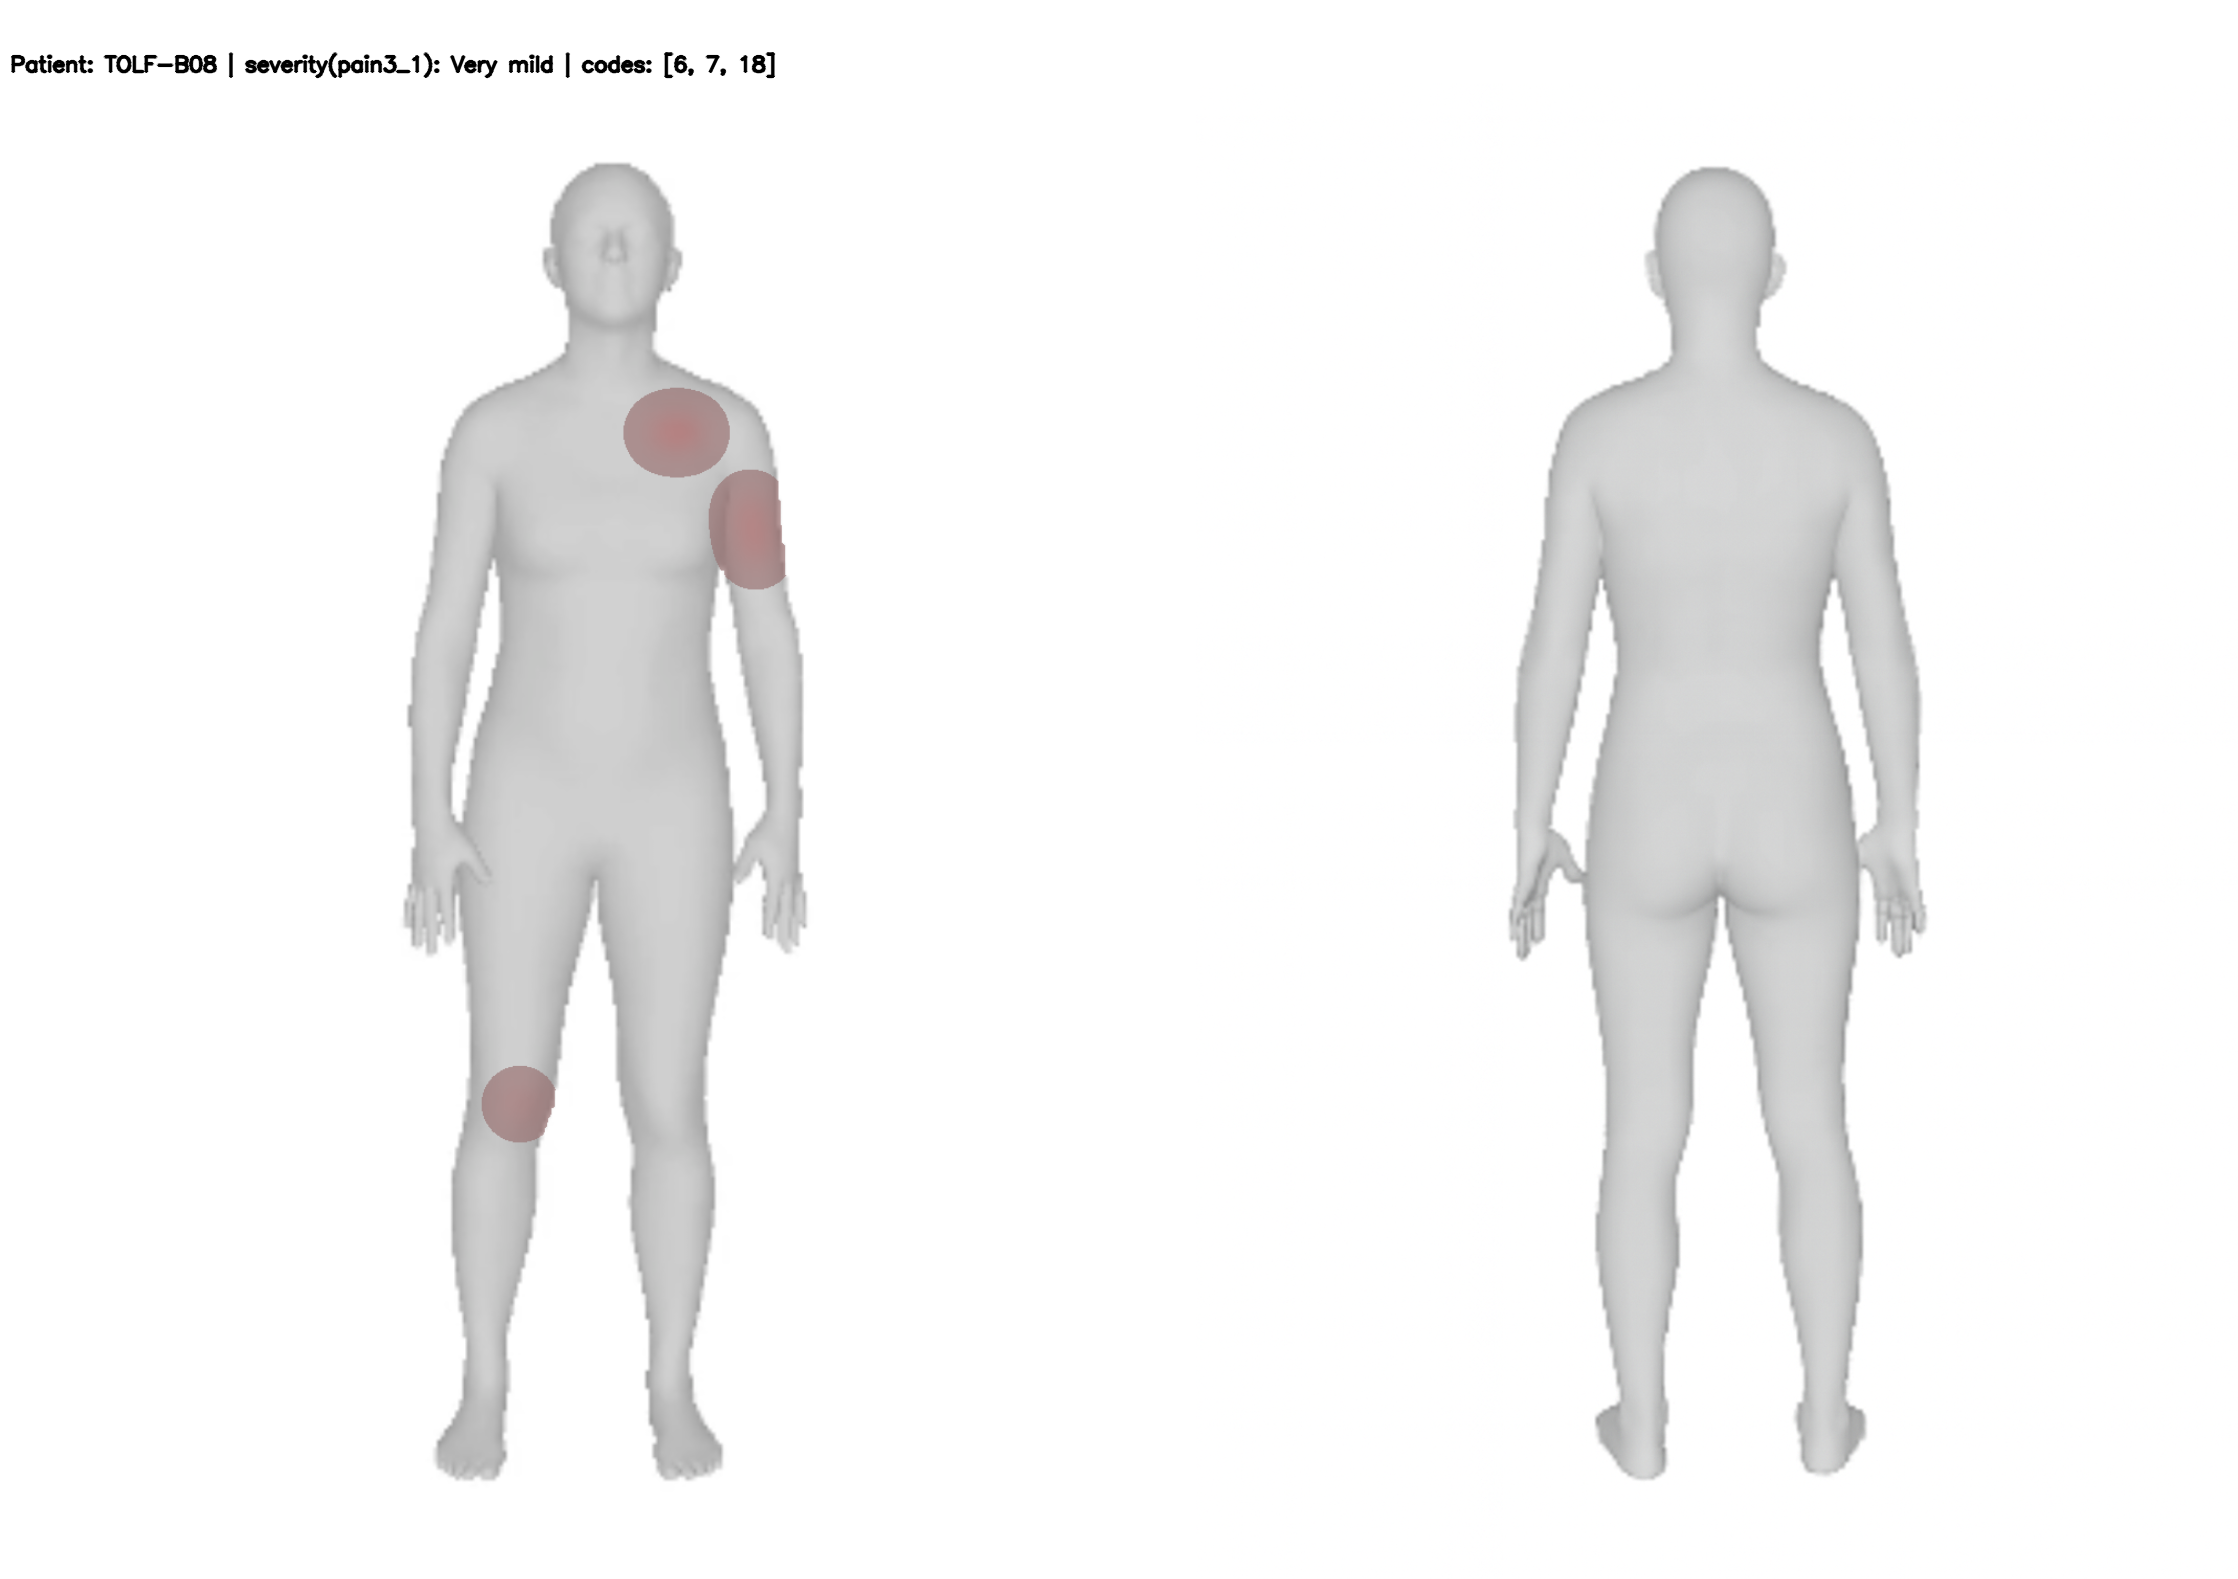 Patient: TOLF-B08 | severity(pain3_1): Very mild | codes: [6, 7, 18]